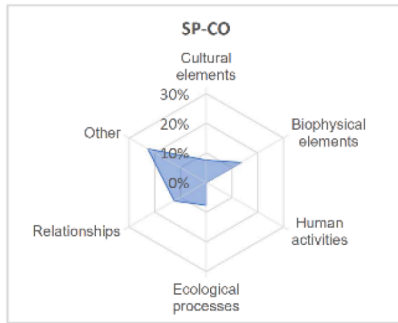 SP-CO
Cultural
elements
30%
20%
10%
0%
Biophysical
elements
Other
Relationships
Human
activities
Ecological
processes